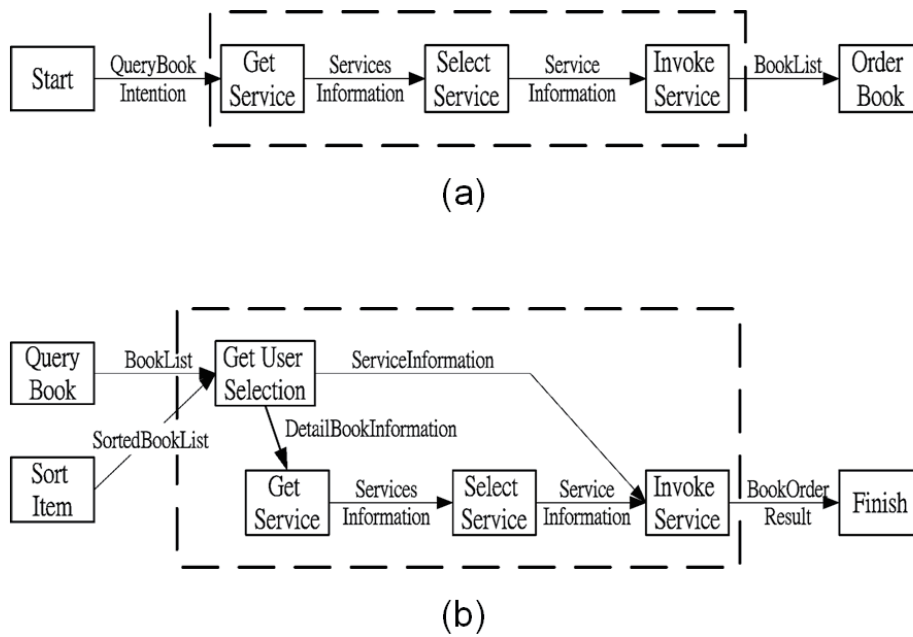 Start
QueryBook
Intention
Get
Service
Services
Information
Select
Service
Service
Information
Invoke
Service
BookList
Order
Book
(a)
Query
Book
BookList
Get User
Selection
ServiceInformation
SortedBookList
DetailBookInformation
Sort
Item
Get
Service
Services
Information
Select
Service
Service
Information
Invoke
Service
BookOrder
Result
Finish
(b)